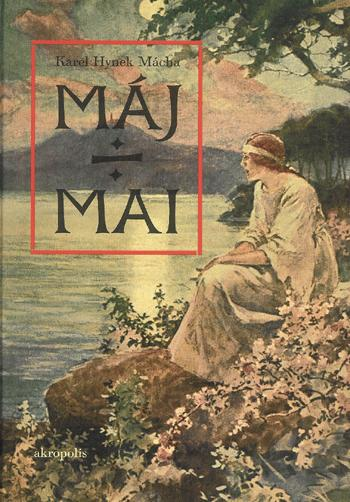 Karel Hynek Mácha
MÁJ
MAI
akropolis